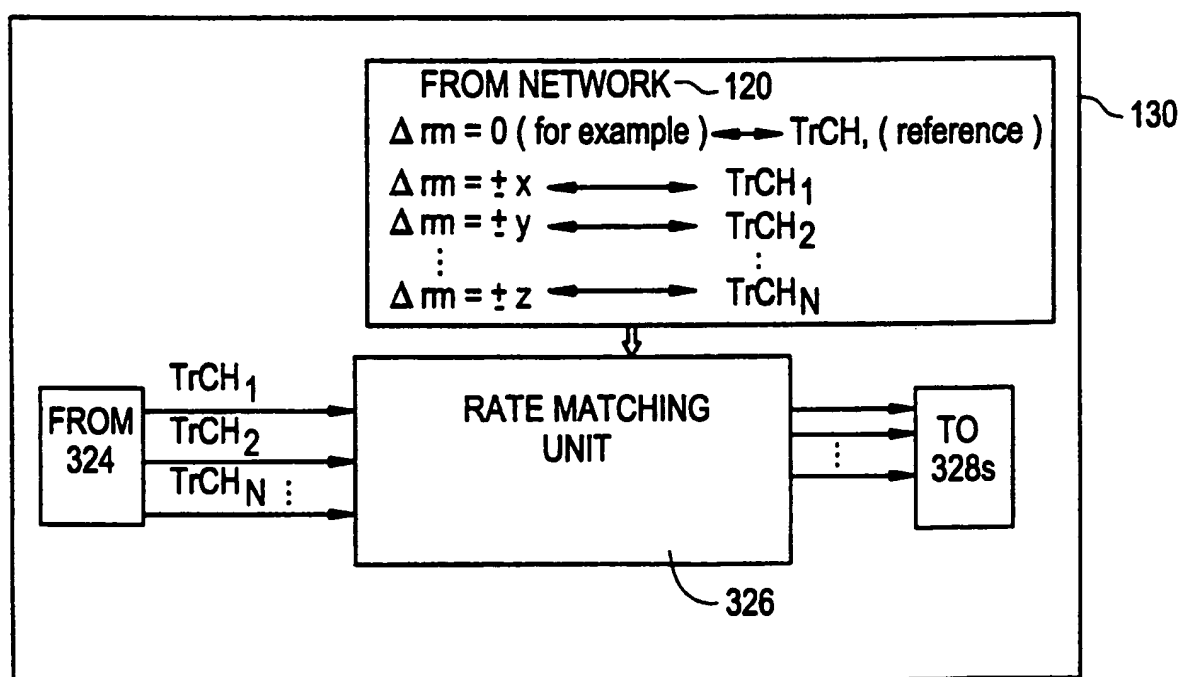 FROM NETWORK 120
Δ rm = 0 ( for example ) TrCH, ( reference )
Δ rm = ± x TrCH1
Δ rm = ± y TrCH2
⋮ ⋮
Δ rm = ± z TrCHN
130
FROM 324
TrCH1
TrCH2
TrCHN ⋮
RATE MATCHING
UNIT
⋮
TO
328s
326